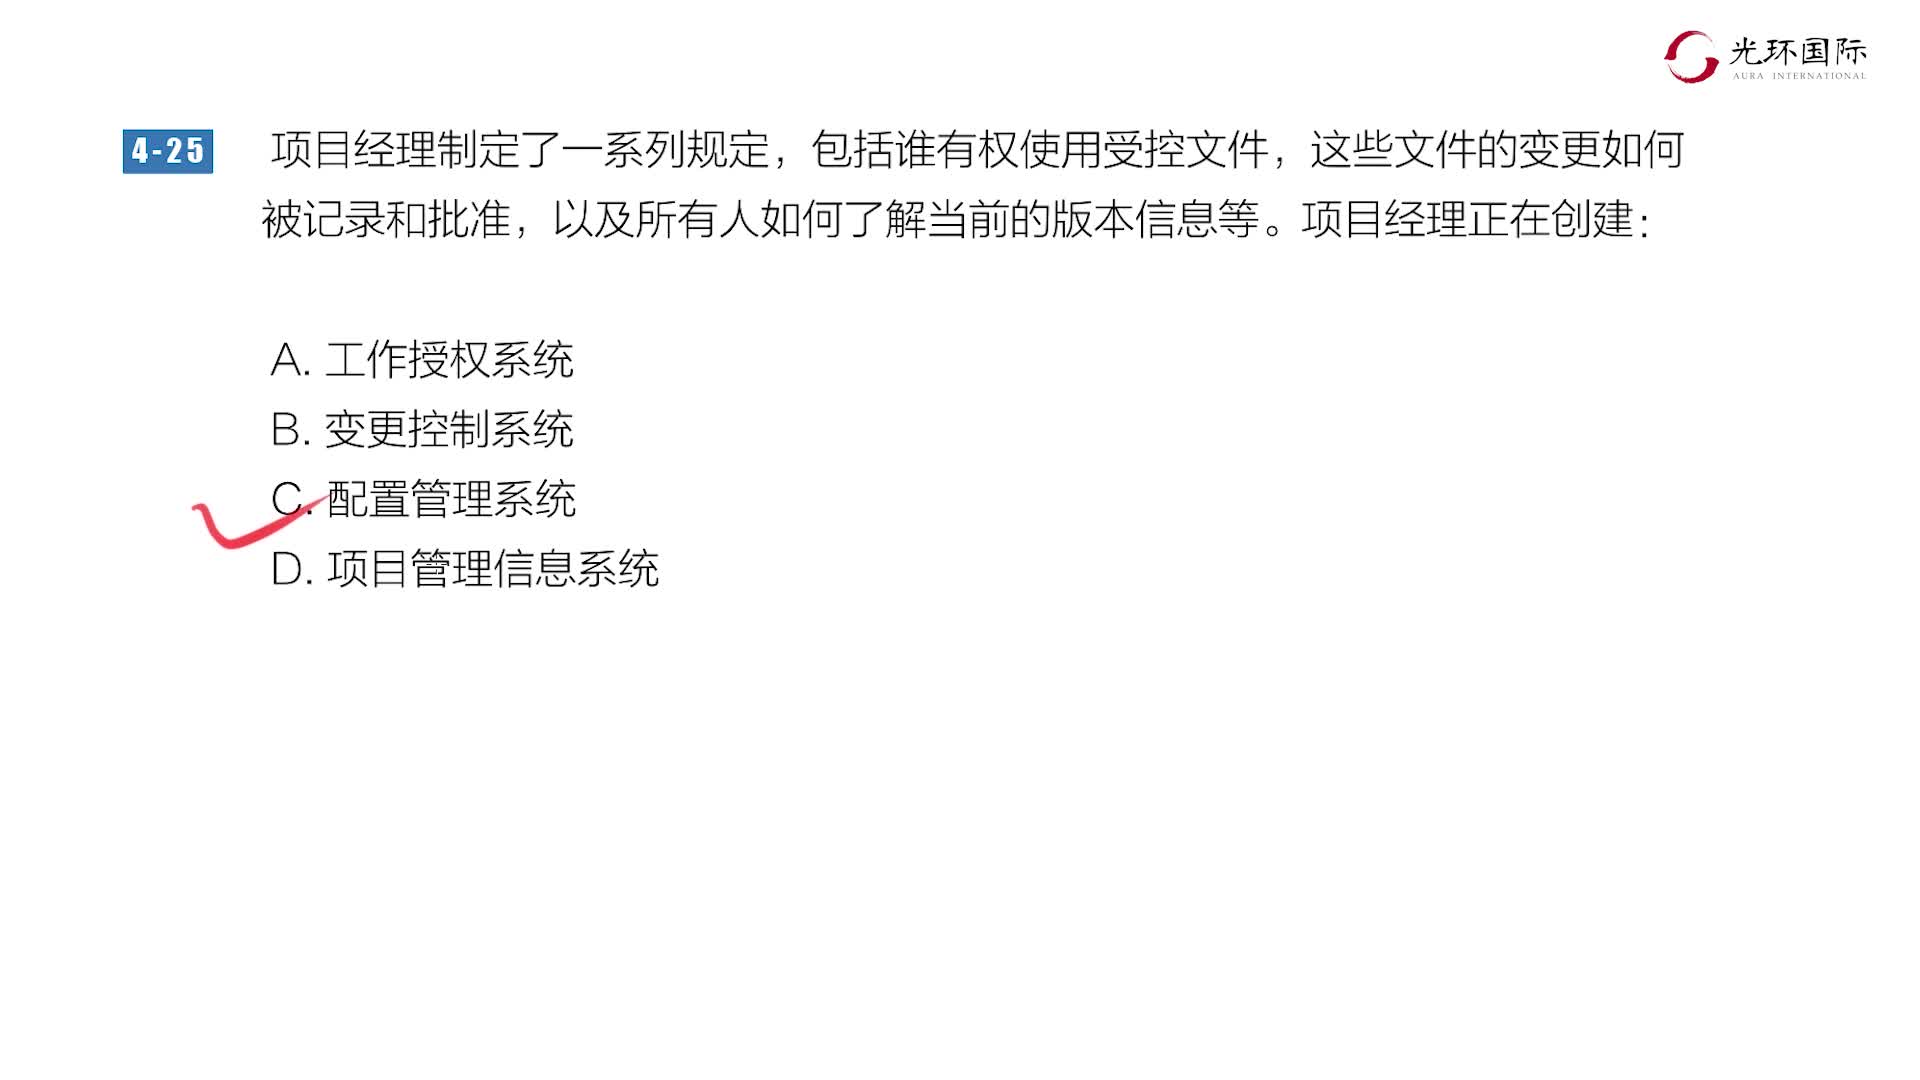 光环国际
AURA INTERNATIONAL
4-25 项目经理制定了一系列规定，包括谁有权使用受控文件，这些文件的变更如何
被记录和批准，以及所有人如何了解当前的版本信息等。项目经理正在创建：
A. 工作授权系统
B. 变更控制系统
C. 配置管理系统
D. 项目管理信息系统